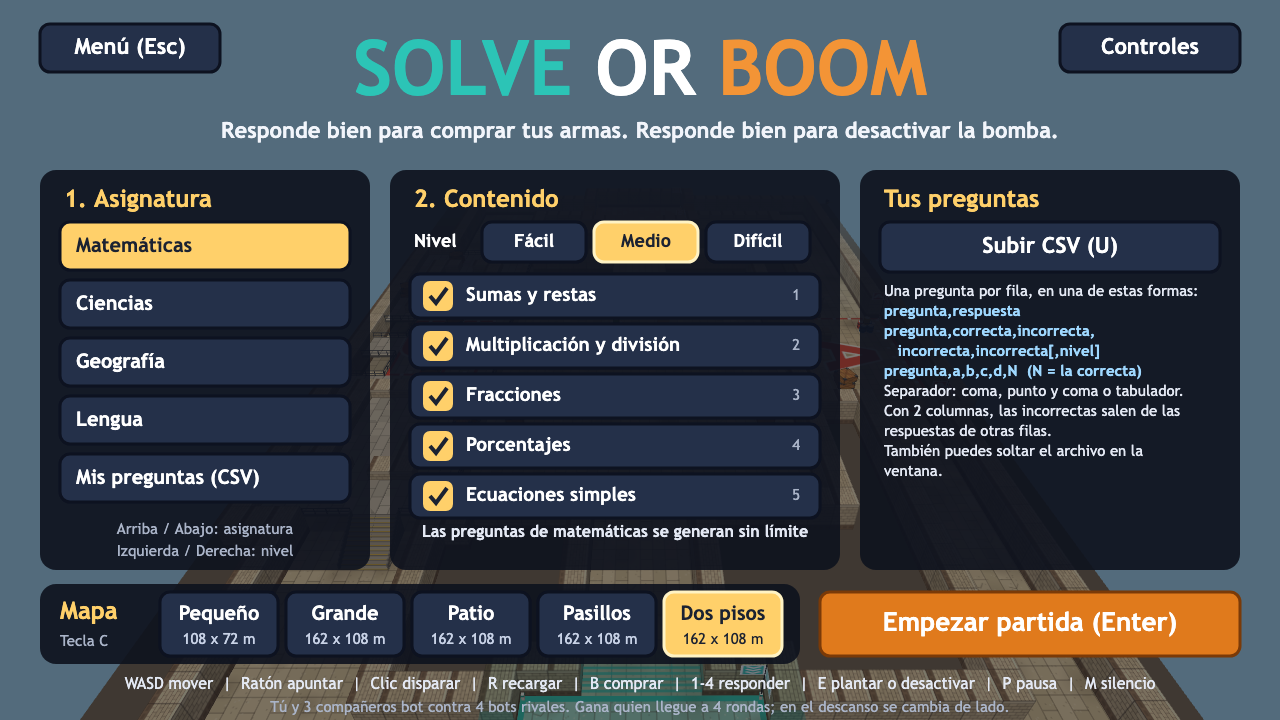 Menú (Esc)
SOLVE OR BOOM
Controles
Responde bien para comprar tus armas. Responde bien para desactivar la bomba.
1. Asignatura
Matemáticas
Ciencias
Geografía
Lengua
Mis preguntas (CSV)
Arriba / Abajo: asignatura
Izquierda / Derecha: nivel
2. Contenido
Nivel Fácil Medio Difícil
Sumas y restas 1
Multiplicación y división 2
Fracciones 3
Porcentajes 4
Ecuaciones simples 5
Las preguntas de matemáticas se generan sin límite
Tus preguntas
Subir CSV (U)
Una pregunta por fila, en una de estas formas:
pregunta,respuesta
pregunta,correcta,incorrecta,
incorrecta,incorrecta[,nivel]
pregunta,a,b,c,d,N (N = la correcta)
Separador: coma, punto y coma o tabulador.
Con 2 columnas, las incorrectas salen de las
respuestas de otras filas.
También puedes soltar el archivo en la
ventana.
Mapa
Tecla C
Pequeño
108 x 72 m
Grande
162 x 108 m
Patio
162 x 108 m
Pasillos
162 x 108 m
Dos pisos
162 x 108 m
Empezar partida (Enter)
WASD mover | Ratón apuntar | Clic disparar | R recargar | B comprar | 1-4 responder | E plantar o desactivar | P pausa | M silencio
Tú y 3 compañeros bot contra 4 bots rivales. Gana quien llegue a 4 rondas; en el descanso se cambia de lado.